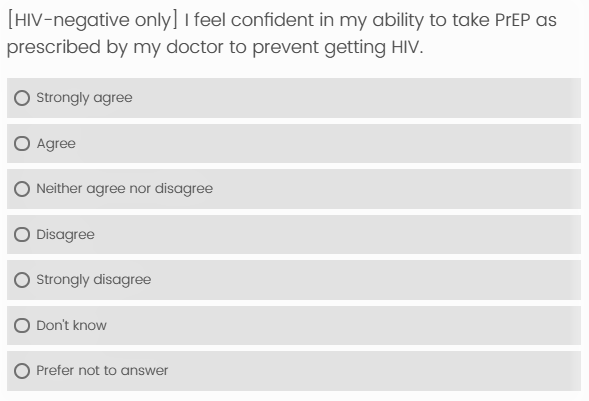 [HIV-negative only] I feel confident in my ability to take PrEP as
prescribed by my doctor to prevent getting HIV.
Strongly agree
Agree
Neither agree nor disagree
Disagree
Strongly disagree
Don't know
Prefer not to answer